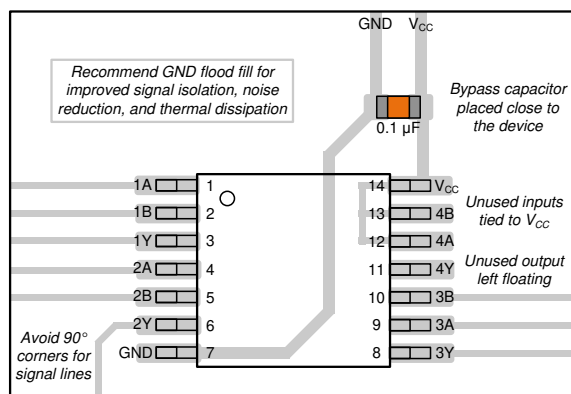 GND VCC
Recommend GND flood fill for
improved signal isolation, noise
reduction, and thermal dissipation
0.1 µF
Bypass capacitor
placed close to
the device
1A 1 14 VCC
1B 2 13 4B
1Y 3 12 4A
2A 4 11 4Y
2B 5 10 3B
2Y 6 9 3A
GND 7 8 3Y
Unused inputs
tied to VCC
Unused output
left floating
Avoid 90°
corners for
signal lines